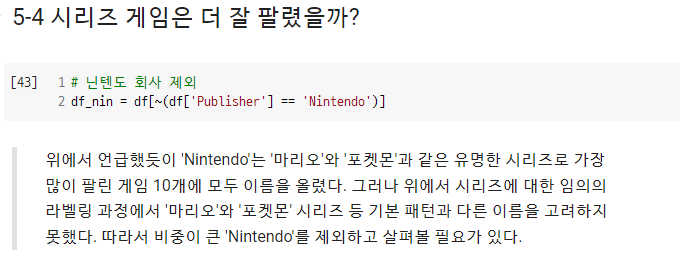 5-4 시리즈 게임은 더 잘 팔렸을까?
[43] 1 # 닌텐도 회사 제외
2 df_nin = df[~(df['Publisher'] == 'Nintendo')]
위에서 언급했듯이 'Nintendo'는 '마리오'와 '포켓몬'과 같은 유명한 시리즈로 가장
많이 팔린 게임 10개에 모두 이름을 올렸다. 그러나 위에서 시리즈에 대한 임의의
라벨링 과정에서 '마리오'와 '포켓몬' 시리즈 등 기본 패턴과 다른 이름을 고려하지
못했다. 따라서 비중이 큰 'Nintendo'를 제외하고 살펴볼 필요가 있다.